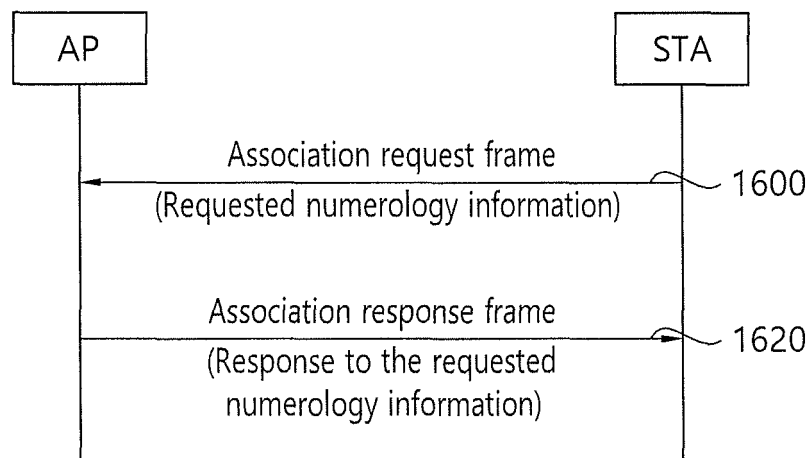 AP
STA
Association request frame
1600
(Requested numerology information)
Association response frame
1620
(Response to the requested
numerology information)